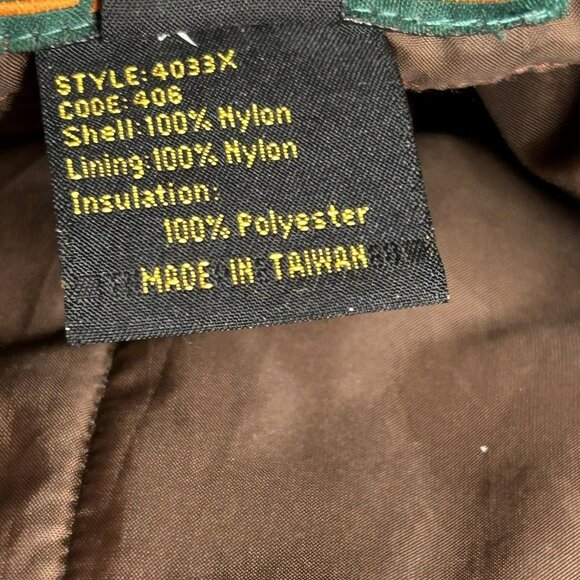 STYLE: 4033X
CODE: 406
Shell: 100% Nylon
Lining: 100% Nylon
Insulation:
100% Polyester
MADE IN TAIWAN